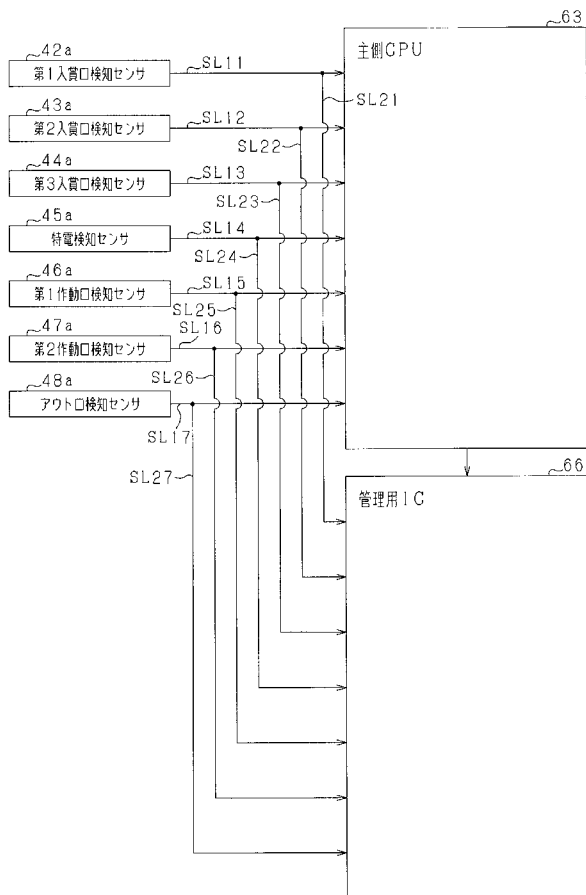 63
主側CPU
42a
第1入賞口検知センサ
SL11
SL21
43a
第2入賞口検知センサ
SL12
SL22
44a
第3入賞口検知センサ
SL13
SL23
45a
特電検知センサ
SL14
SL24
46a
第1作動口検知センサ
SL15
SL25
47a
第2作動口検知センサ
SL16
SL26
48a
アウト口検知センサ
SL17
SL27
66
管理用IC